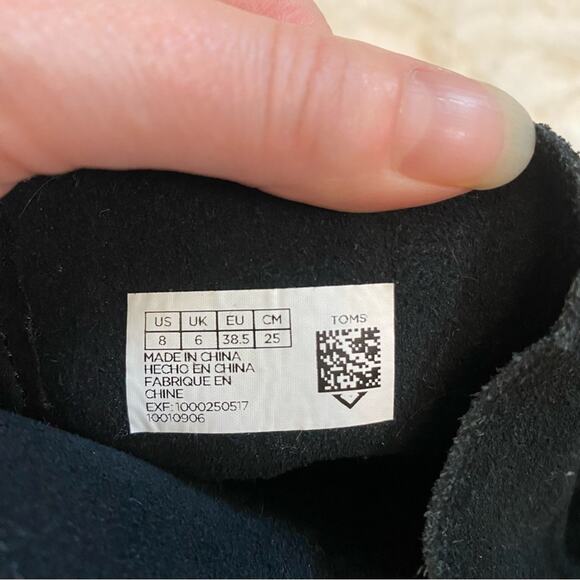 US UK EU CM
8 6 38.5 25
TOMS
MADE IN CHINA
HECHO EN CHINA
FABRIQUE EN
CHINE
EXF: 1000250517
10010906